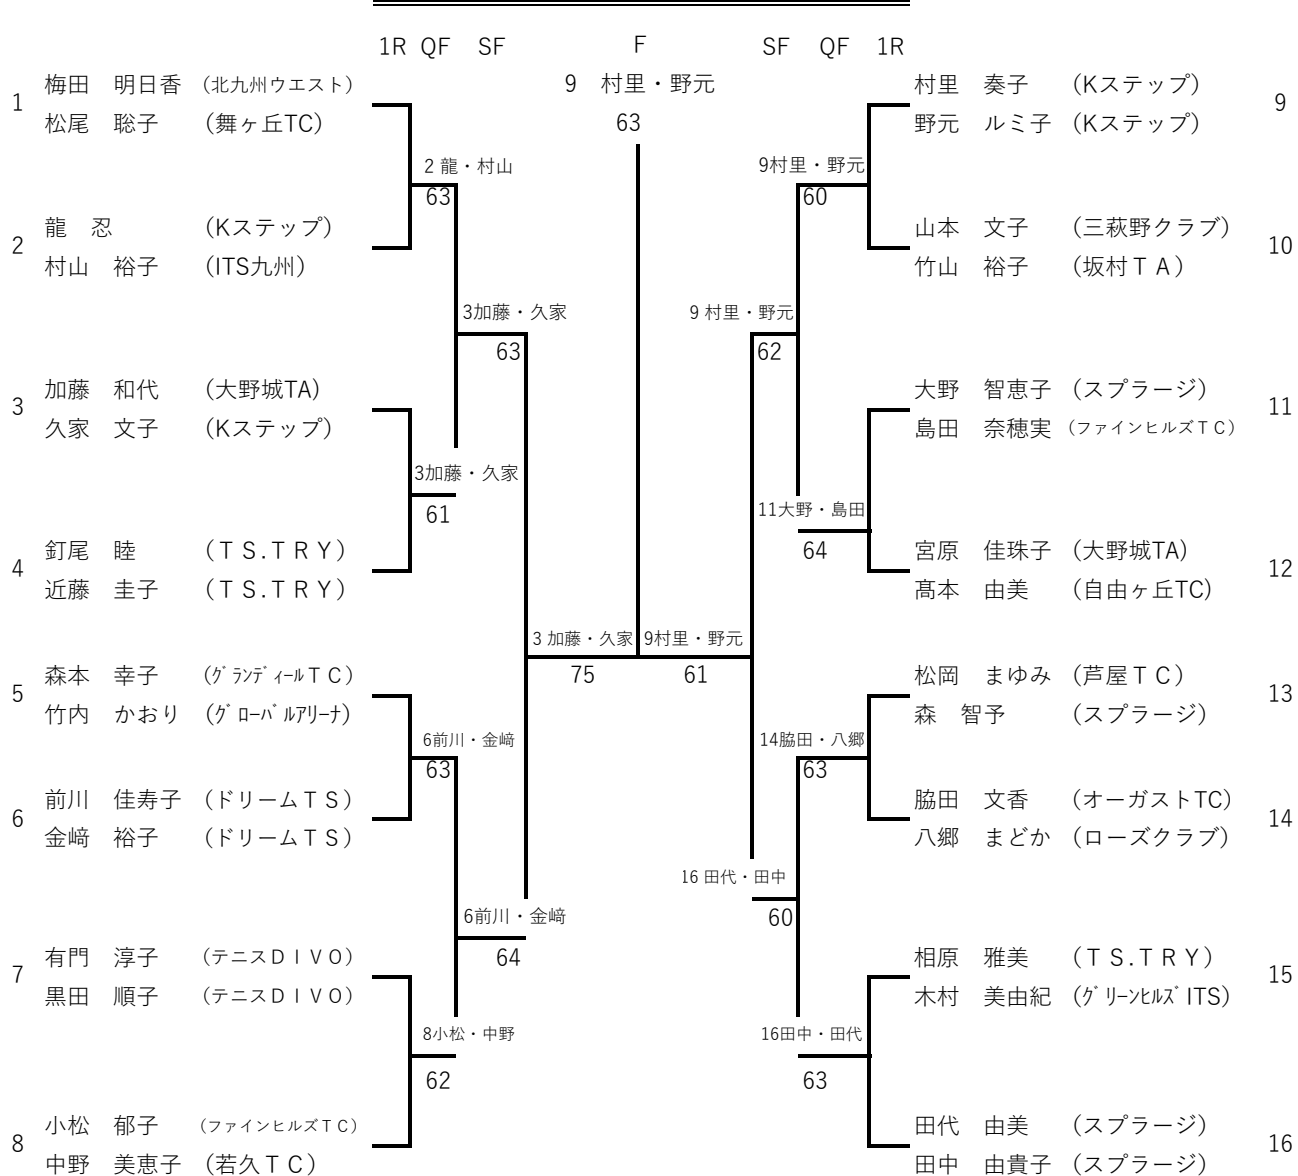 1R QF SF F SF QF 1R
9 村里・野元
63
1 梅田 明日香 (北九州ウエスト)
松尾 聡子 (舞ヶ丘TC)
2 龍・村山
63
2 龍 忍 (Kステップ)
村山 裕子 (ITS九州)
3加藤・久家
63
3 加藤 和代 (大野城TA)
久家 文子 (Kステップ)
3加藤・久家
61
4 釘尾 睦 (ＴＳ.ＴＲＹ)
近藤 圭子 (ＴＳ.ＴＲＹ)
3 加藤・久家
75
5 森本 幸子 (ｸﾞﾗﾝﾃﾞｨｰﾙＴＣ)
竹内 かおり (ｸﾞﾛｰﾊﾞﾙｱﾘｰﾅ)
6前川・金﨑
63
6 前川 佳寿子 (ドリームＴＳ)
金﨑 裕子 (ドリームＴＳ)
6前川・金﨑
64
7 有門 淳子 (テニスＤＩＶＯ)
黒田 順子 (テニスＤＩＶＯ)
8小松・中野
62
8 小松 郁子 (ファインヒルズＴＣ)
中野 美恵子 (若久ＴＣ)
村里 奏子 (Kステップ) 9
野元 ルミ子 (Kステップ)
9村里・野元
60
山本 文子 (三萩野クラブ) 10
竹山 裕子 (坂村ＴＡ)
9 村里・野元
62
大野 智恵子 (スプラージ) 11
島田 奈穂実 (ファインヒルズＴＣ)
11大野・島田
64
宮原 佳珠子 (大野城TA) 12
髙本 由美 (自由ヶ丘TC)
9村里・野元
61
松岡 まゆみ (芦屋ＴＣ) 13
森 智予 (スプラージ)
14脇田・八郷
63
脇田 文香 (オーガストTC) 14
八郷 まどか (ローズクラブ)
16 田代・田中
60
相原 雅美 (ＴＳ.ＴＲＹ) 15
木村 美由紀 (ｸﾞﾘｰﾝﾋﾙｽﾞITS)
16田中・田代
63
田代 由美 (スプラージ) 16
田中 由貴子 (スプラージ)